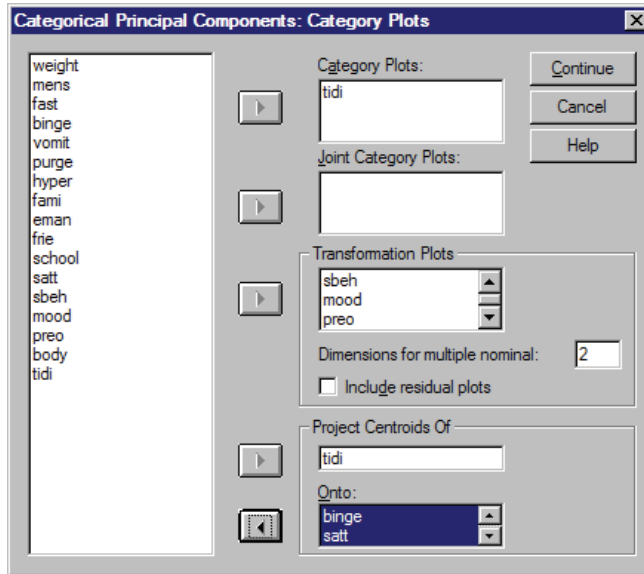 Categorical Principal Components: Category Plots
weight
mens
fast
binge
vomit
purge
hyper
fami
eman
frie
school
satt
sbeh
mood
preo
body
tidi
Category Plots:
tidi
Joint Category Plots:
Transformation Plots
sbeh
mood
preo
Dimensions for multiple nominal: 2
Include residual plots
Project Centroids Of
tidi
Onto:
binge
satt
Continue
Cancel
Help